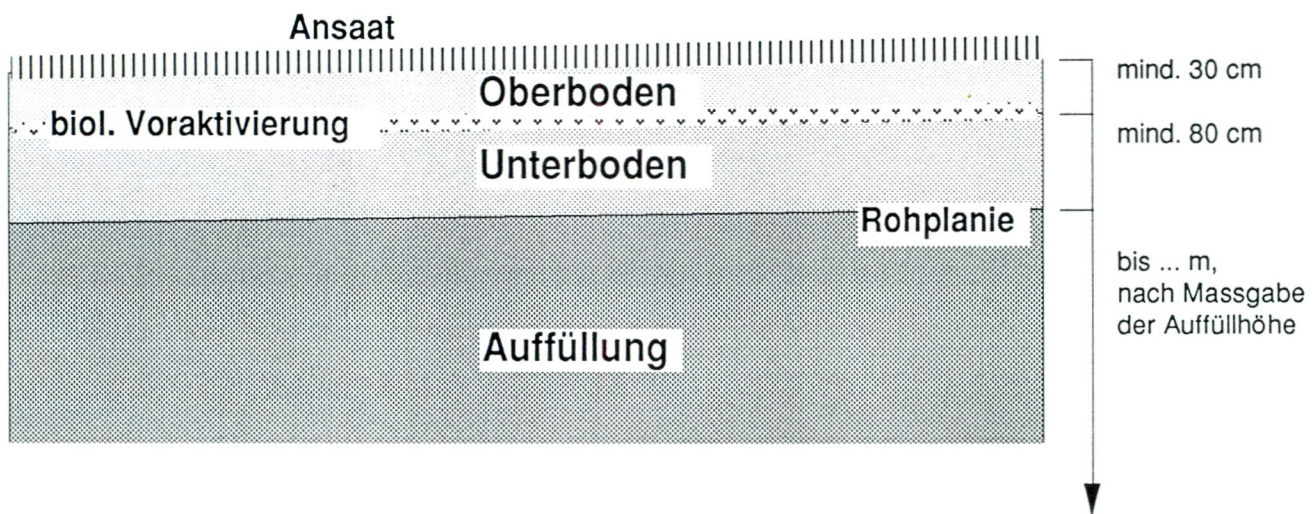 Ansaat
mind. 30 cm
Oberboden
biol. Voraktivierung
mind. 80 cm
Unterboden
Rohplanie
bis ... m,
nach Massgabe
der Auffüllhöhe
Auffüllung